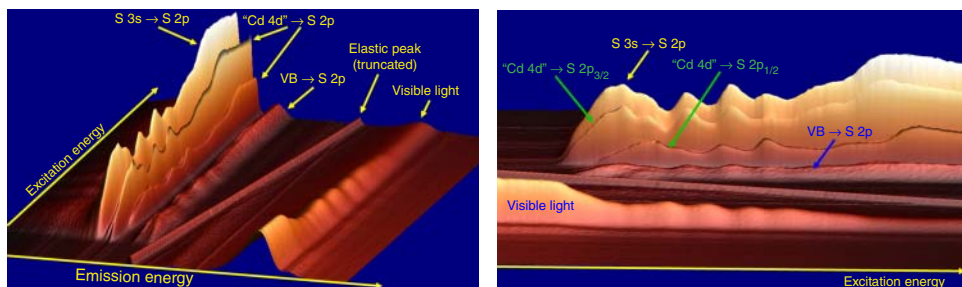 S 3s → S 2p
“Cd 4d” → S 2p
Elastic peak
(truncated)
VB → S 2p
Visible light
Excitation energy
Emission energy
S 3s → S 2p
“Cd 4d” → S 2p3/2
“Cd 4d” → S 2p1/2
VB → S 2p
Visible light
Excitation energy